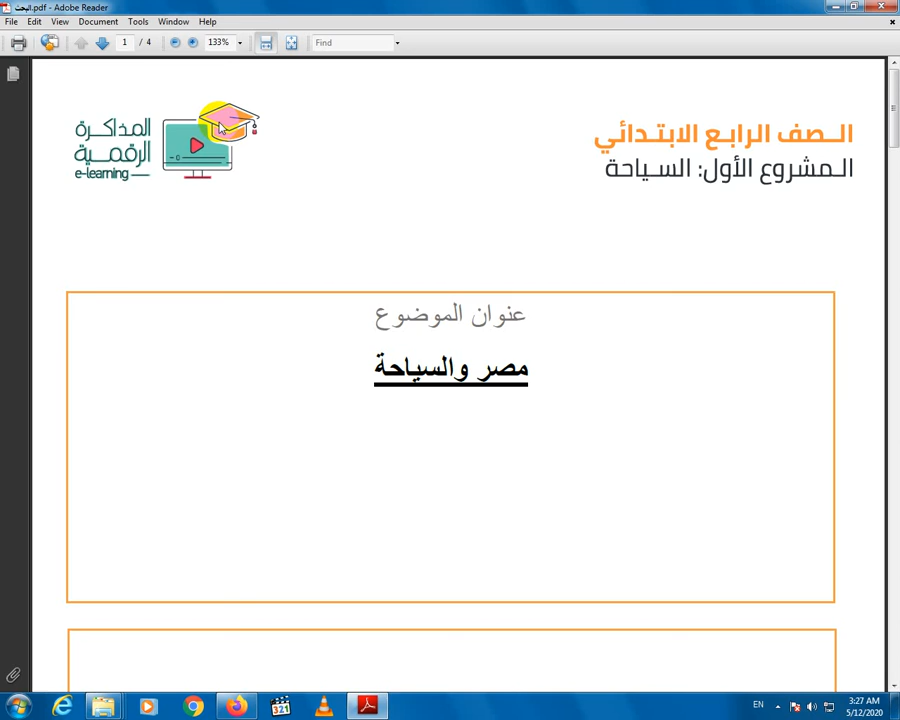 البحث.pdf - Adobe Reader
File Edit View Document Tools Window Help
1 / 4 133% Find
المذاكرة
الرقمية
e-learning
الصف الرابع الابتدائي
المشروع الأول: السياحة
عنوان الموضوع
مصر والسياحة
321
EN
3:27 AM
5/12/2020